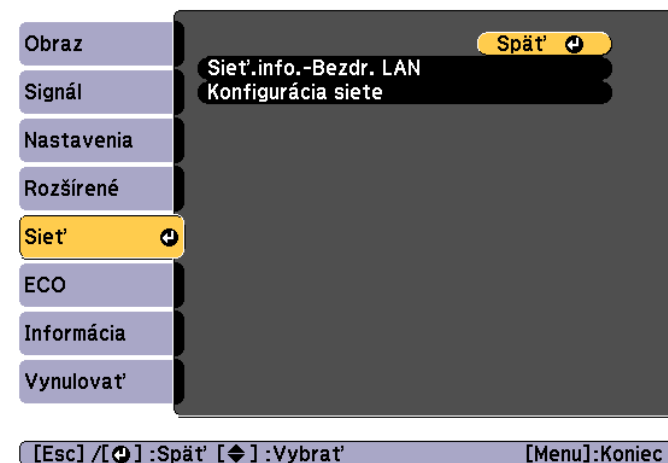 Obraz
Signál
Nastavenia
Rozšírené
Sieť
ECO
Informácia
Vynulovať
Späť
Sieť.info.-Bezdr. LAN
Konfigurácia siete
[Esc] /[ ] :Späť [ ] :Vybrať [Menu]:Koniec